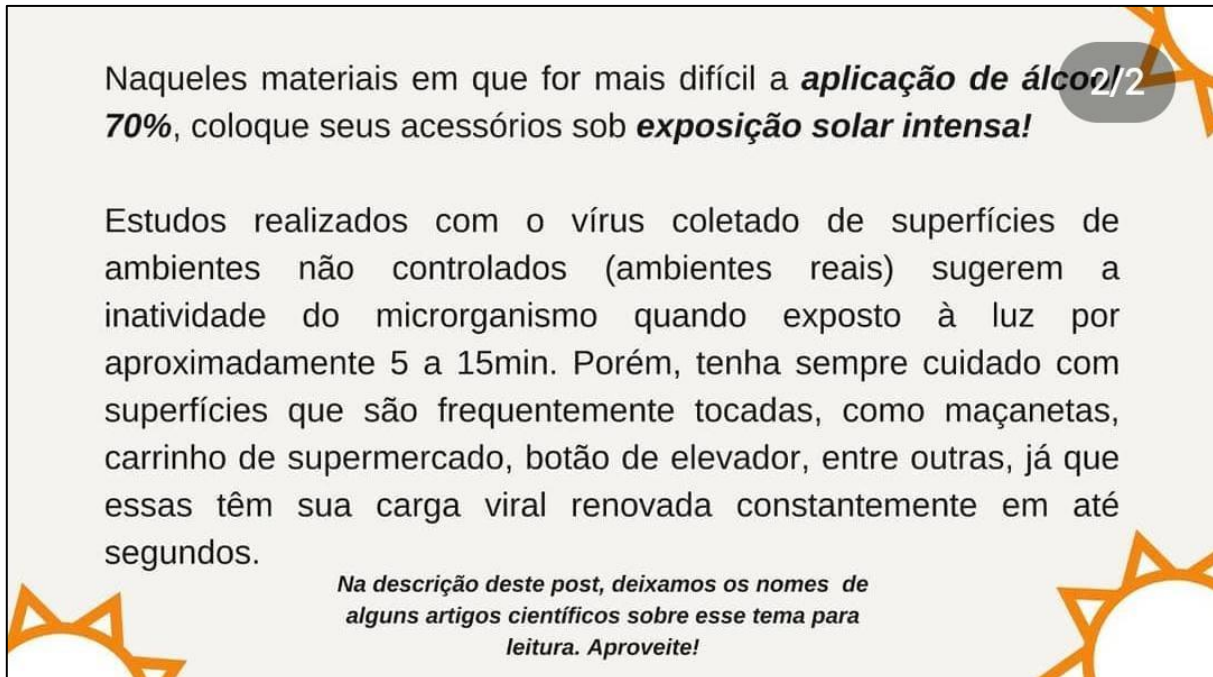 Naqueles materiais em que for mais difícil a aplicação de álcool
2/2
70%, coloque seus acessórios sob exposição solar intensa!
Estudos realizados com o vírus coletado de superfícies de
ambientes não controlados (ambientes reais) sugerem a
inatividade do microrganismo quando exposto à luz por
aproximadamente 5 a 15min. Porém, tenha sempre cuidado com
superfícies que são frequentemente tocadas, como maçanetas,
carrinho de supermercado, botão de elevador, entre outras, já que
essas têm sua carga viral renovada constantemente em até
segundos.
Na descrição deste post, deixamos os nomes de
alguns artigos científicos sobre esse tema para
leitura. Aproveite!